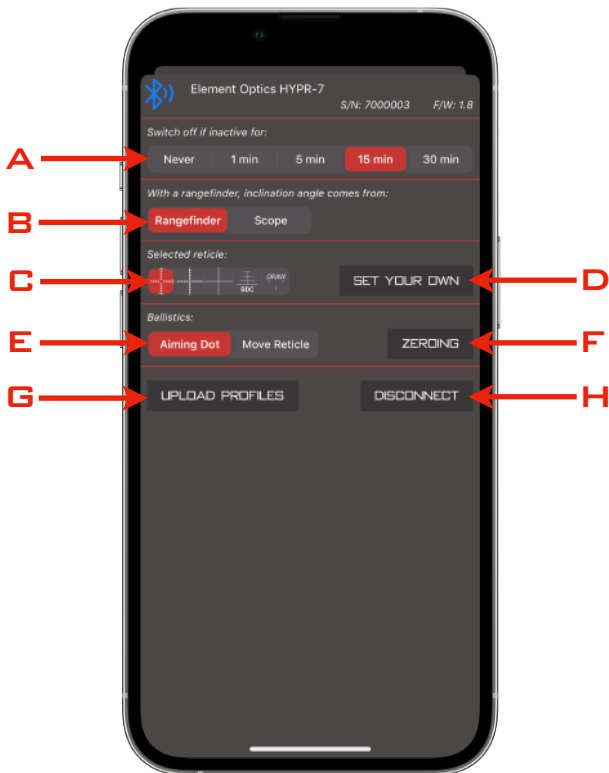 Element Optics HYPR-7
S/N: 7000003 F/W: 1.8
Switch off if inactive for:
A Never 1 min 5 min 15 min 30 min
With a rangefinder, inclination angle comes from:
B Rangefinder Scope
Selected reticle:
C BDC DRAW SET YOUR OWN D
Ballistics:
E Aiming Dot Move Reticle ZEROING F
G UPLOAD PROFILES DISCONNECT H